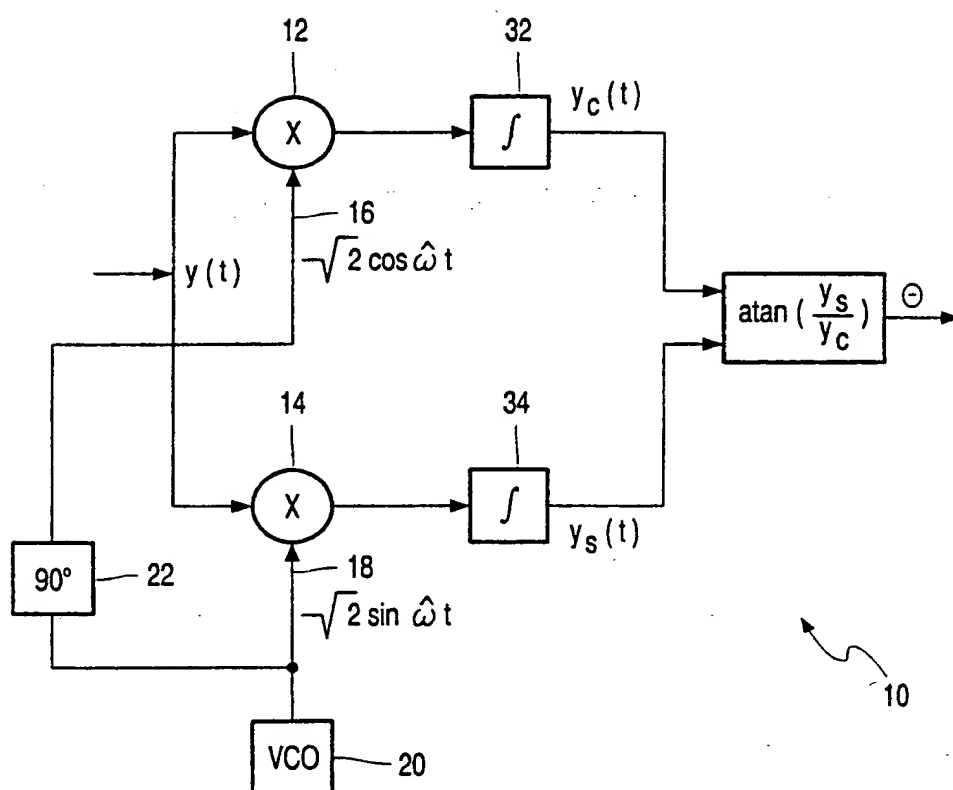 12
32
X
∫
y_c(t)
16
√2 cos ω̂ t
y(t)
atan (y_s/y_c)
Θ
14
34
X
∫
y_s(t)
90°
22
18
√2 sin ω̂ t
10
VCO
20